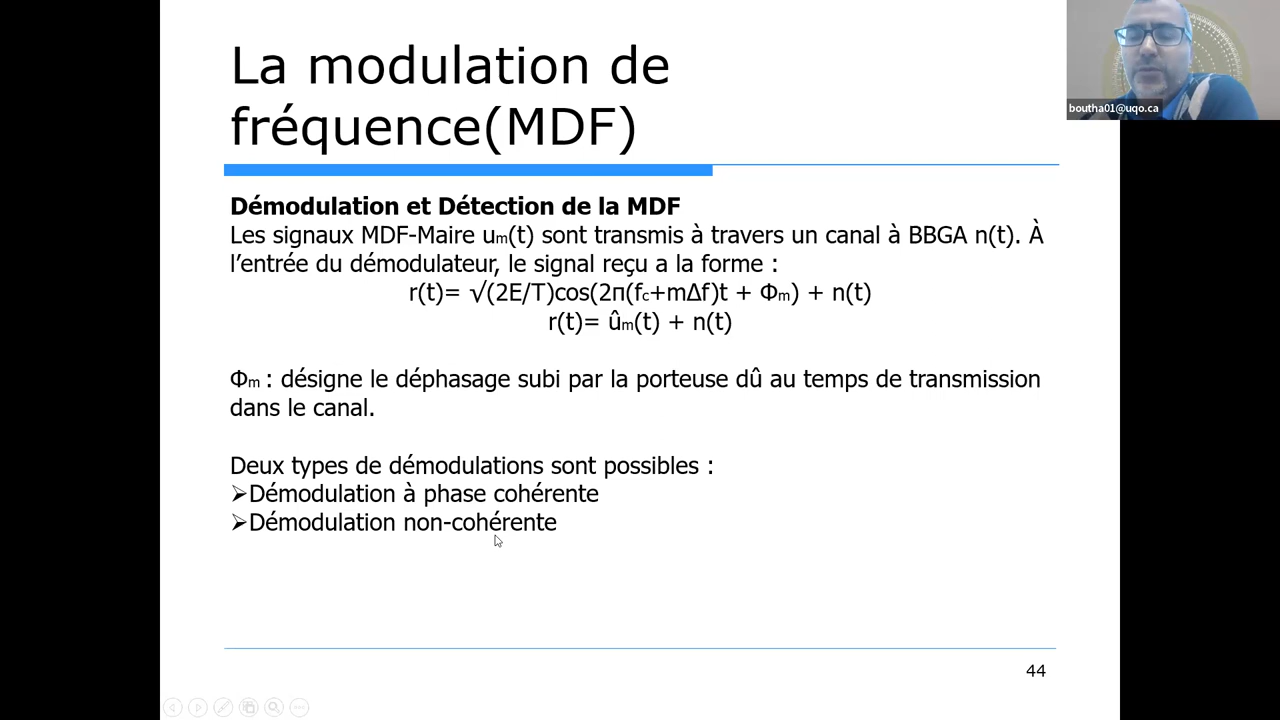 La modulation de
fréquence(MDF)
boutha01@uqo.ca
Démodulation et Détection de la MDF
Les signaux MDF-Maire uₘ(t) sont transmis à travers un canal à BBGA n(t). À
l’entrée du démodulateur, le signal reçu a la forme :
r(t)= √(2E/T)cos(2п(fc+mΔf)t + Φₘ) + n(t)
r(t)= ûₘ(t) + n(t)
Φₘ : désigne le déphasage subi par la porteuse dû au temps de transmission
dans le canal.
Deux types de démodulations sont possibles :
➢Démodulation à phase cohérente
➢Démodulation non-cohérente
44